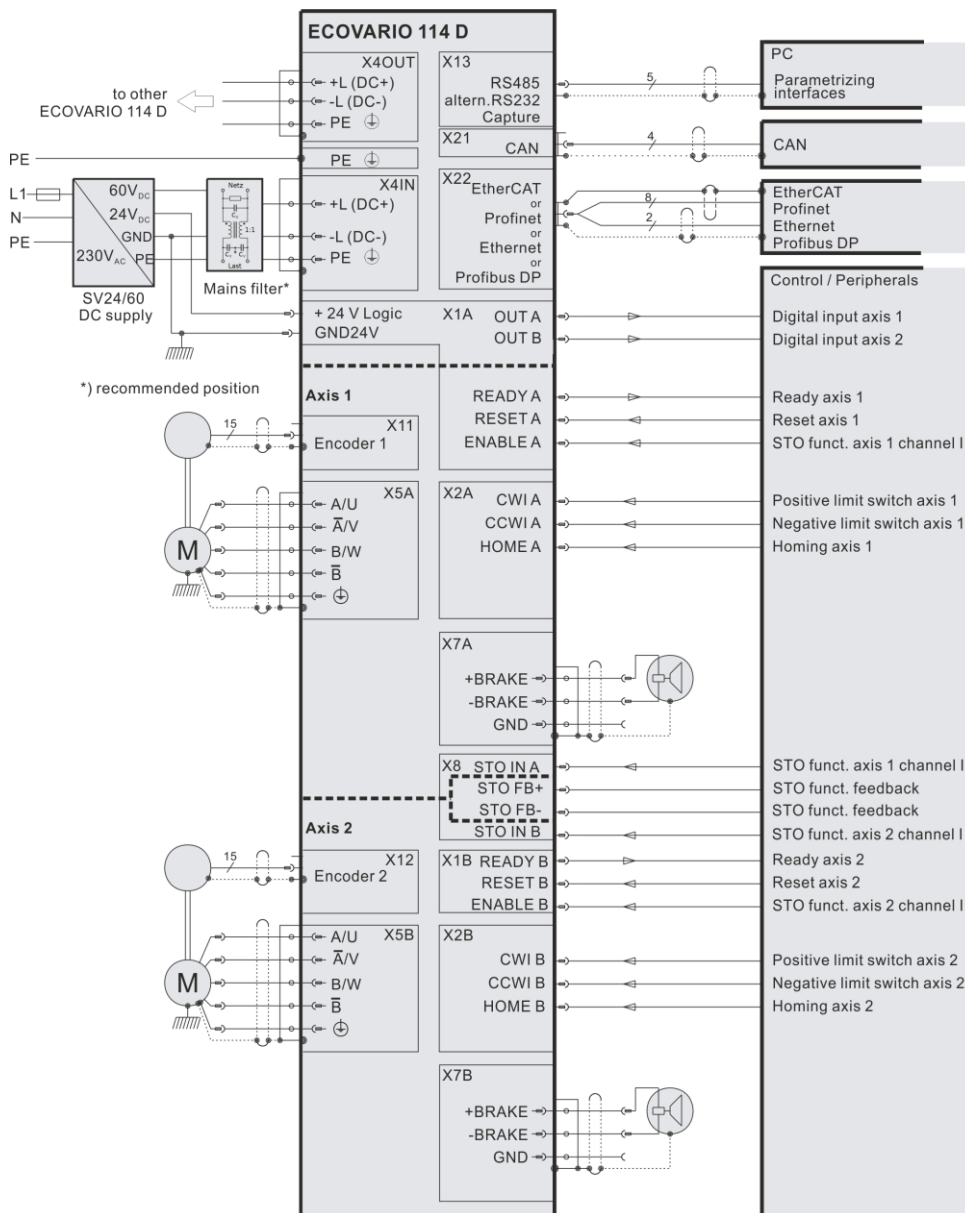 ECOVARIO 114 D
X4OUT
+L (DC+)
-L (DC-)
PE
to other
ECOVARIO 114 D
X13
RS485
altern.RS232
Capture
5
PC
Parametrizing
interfaces
X21
CAN
4
CAN
PE
PE
L1
N
PE
60VDC
24VDC
GND
PE
230VAC
SV24/60
DC supply
Netz
1:1
Last
Mains filter*
X4IN
+L (DC+)
-L (DC-)
PE
X22
EtherCAT
or
Profinet
or
Ethernet
or
Profibus DP
8
2
EtherCAT
Profinet
Ethernet
Profibus DP
Control / Peripherals
+ 24 V Logic
GND24V
X1A
OUT A
OUT B
Digital input axis 1
Digital input axis 2
*) recommended position
Axis 1
READY A
RESET A
ENABLE A
Ready axis 1
Reset axis 1
STO funct. axis 1 channel I
15
X11
Encoder 1
X5A
A/U
A̅/V
B/W
B̅
M
X2A
CWI A
CCWI A
HOME A
Positive limit switch axis 1
Negative limit switch axis 1
Homing axis 1
X7A
+BRAKE
-BRAKE
GND
X8
STO IN A
STO FB+
STO FB-
STO IN B
STO funct. axis 1 channel I
STO funct. feedback
STO funct. feedback
STO funct. axis 2 channel I
Axis 2
15
X12
Encoder 2
X1B
READY B
RESET B
ENABLE B
Ready axis 2
Reset axis 2
STO funct. axis 2 channel I
X5B
A/U
A̅/V
B/W
B̅
M
X2B
CWI B
CCWI B
HOME B
Positive limit switch axis 2
Negative limit switch axis 2
Homing axis 2
X7B
+BRAKE
-BRAKE
GND